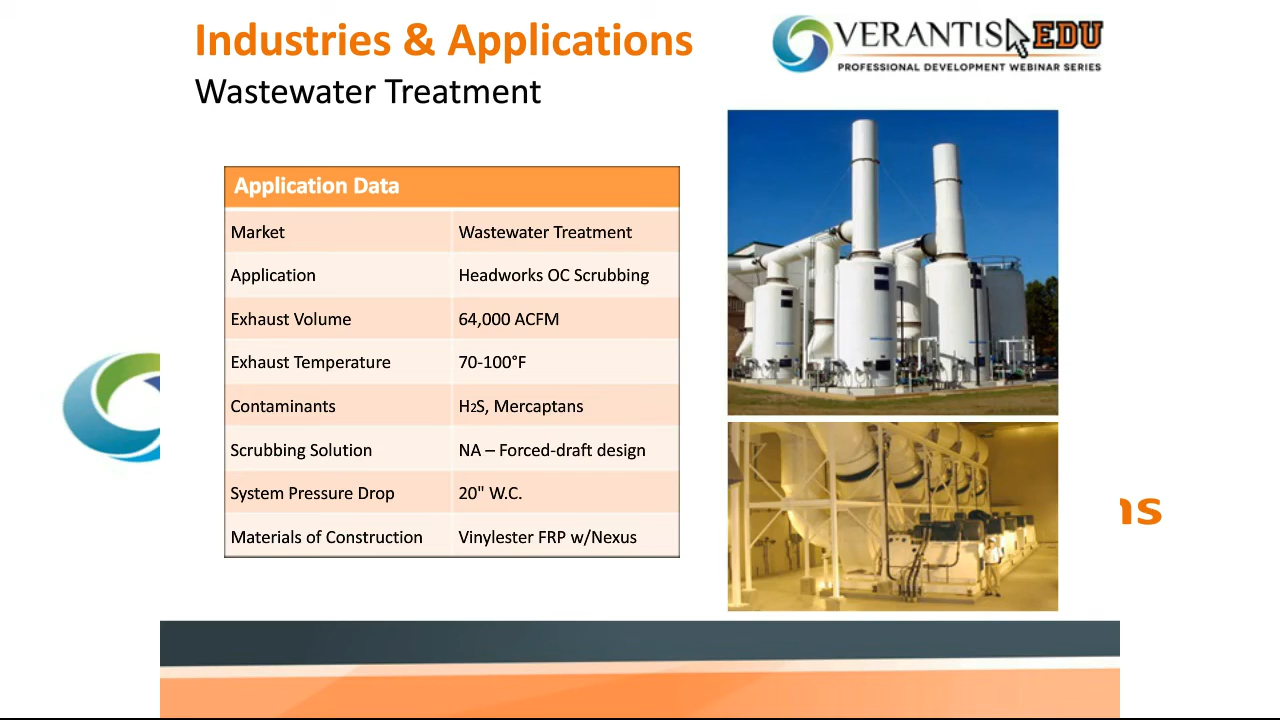 Industries & Applications
Wastewater Treatment
VERANTIS EDU
PROFESSIONAL DEVELOPMENT WEBINAR SERIES
Application Data
Market Wastewater Treatment
Application Headworks OC Scrubbing
Exhaust Volume 64,000 ACFM
Exhaust Temperature 70-100°F
Contaminants H2S, Mercaptans
Scrubbing Solution NA – Forced-draft design
System Pressure Drop 20" W.C.
Materials of Construction Vinylester FRP w/Nexus
ns